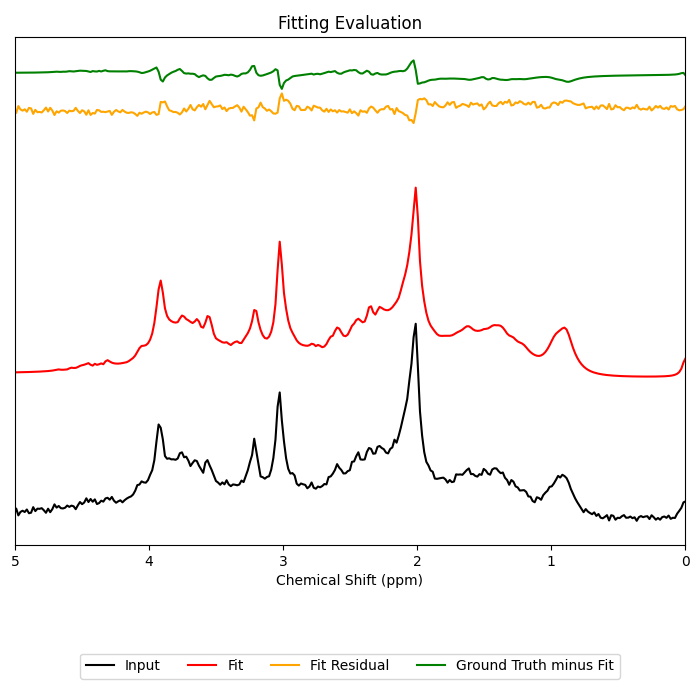 Fitting Evaluation
5 4 3 2 1 0
Chemical Shift (ppm)
Input Fit Fit Residual Ground Truth minus Fit